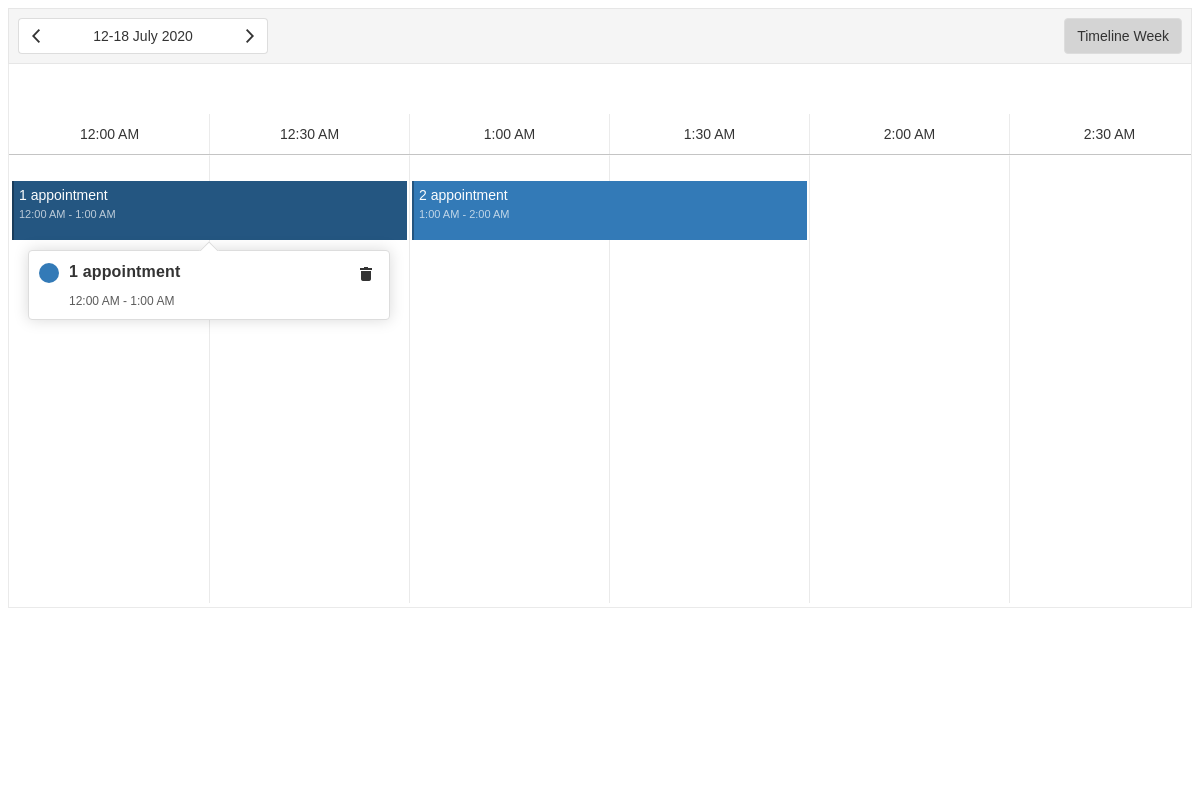 12-18 July 2020
Timeline Week
12:00 AM
12:30 AM
1:00 AM
1:30 AM
2:00 AM
2:30 AM
1 appointment
12:00 AM - 1:00 AM
2 appointment
1:00 AM - 2:00 AM
1 appointment
12:00 AM - 1:00 AM